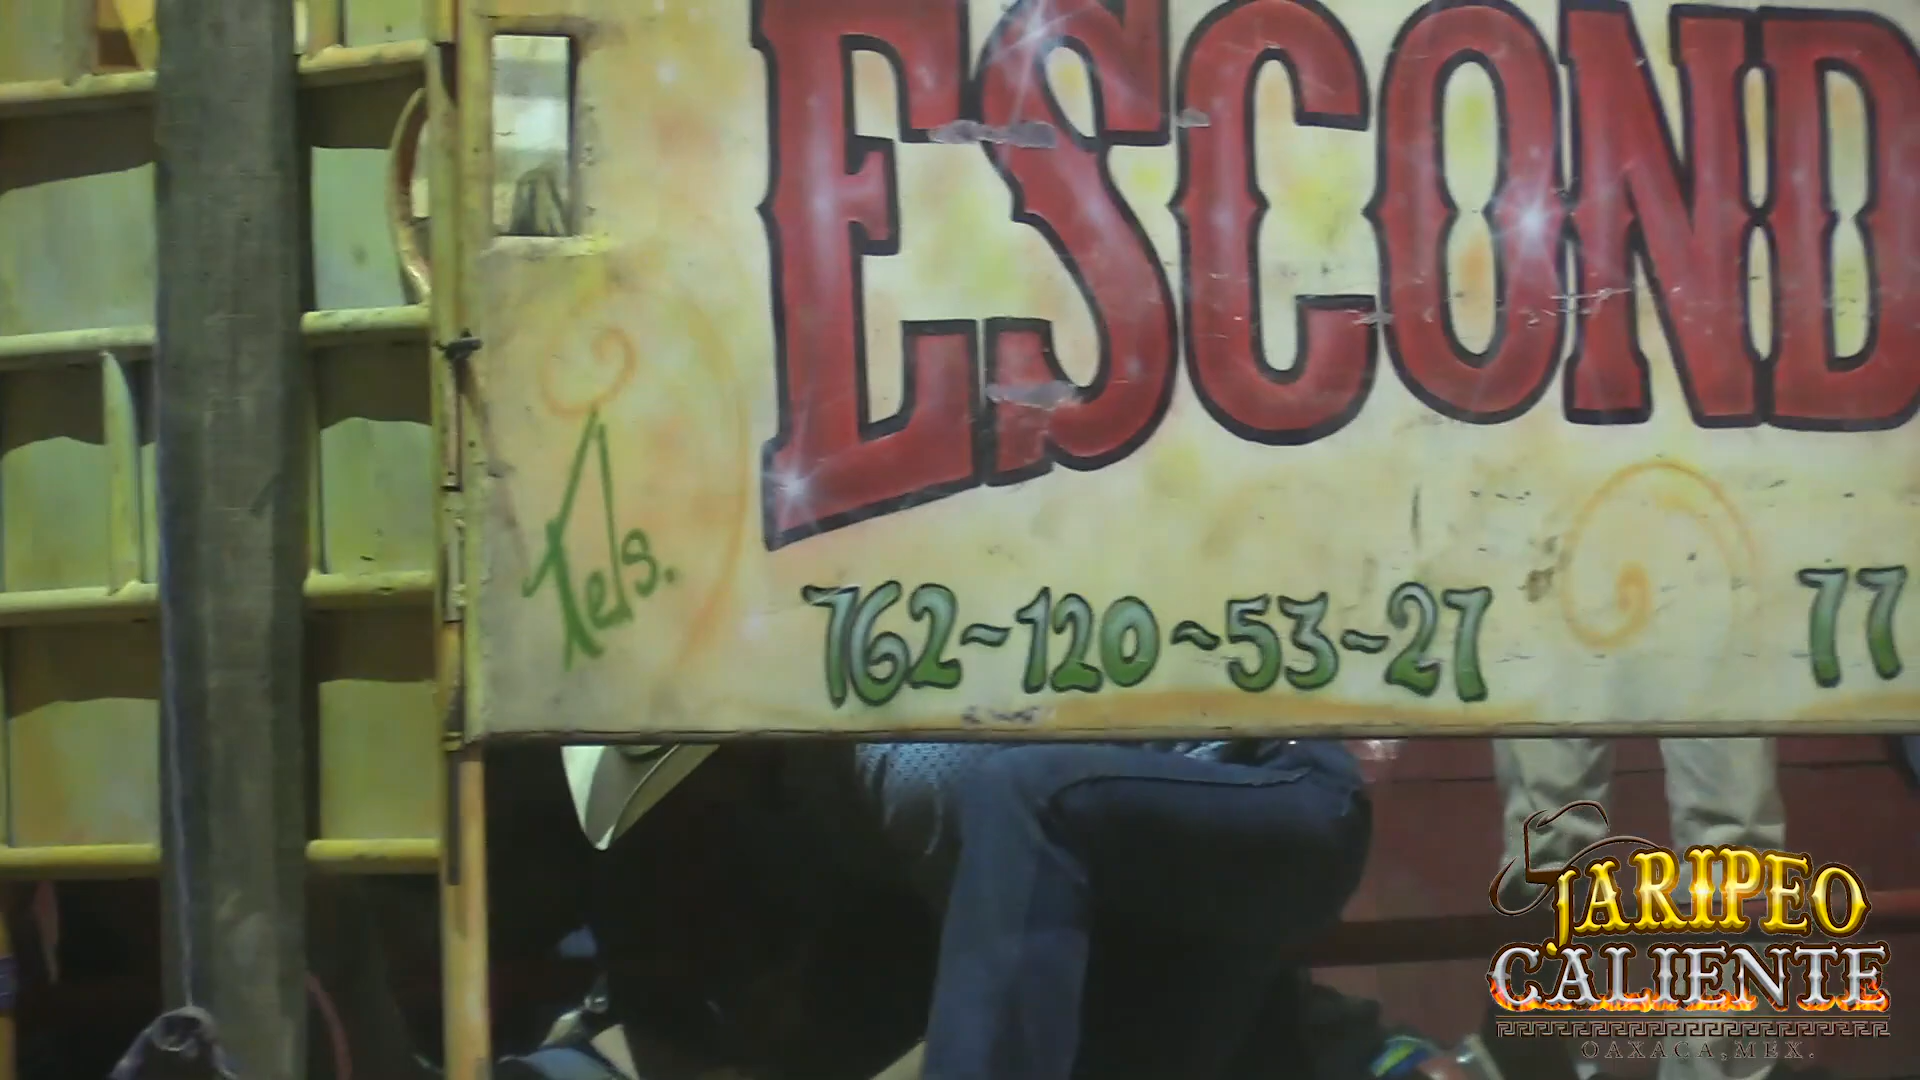 ESCOND
Tels.
762~120~53~27
77
JARIPEO
CALIENTE
OAXACA, MEX.